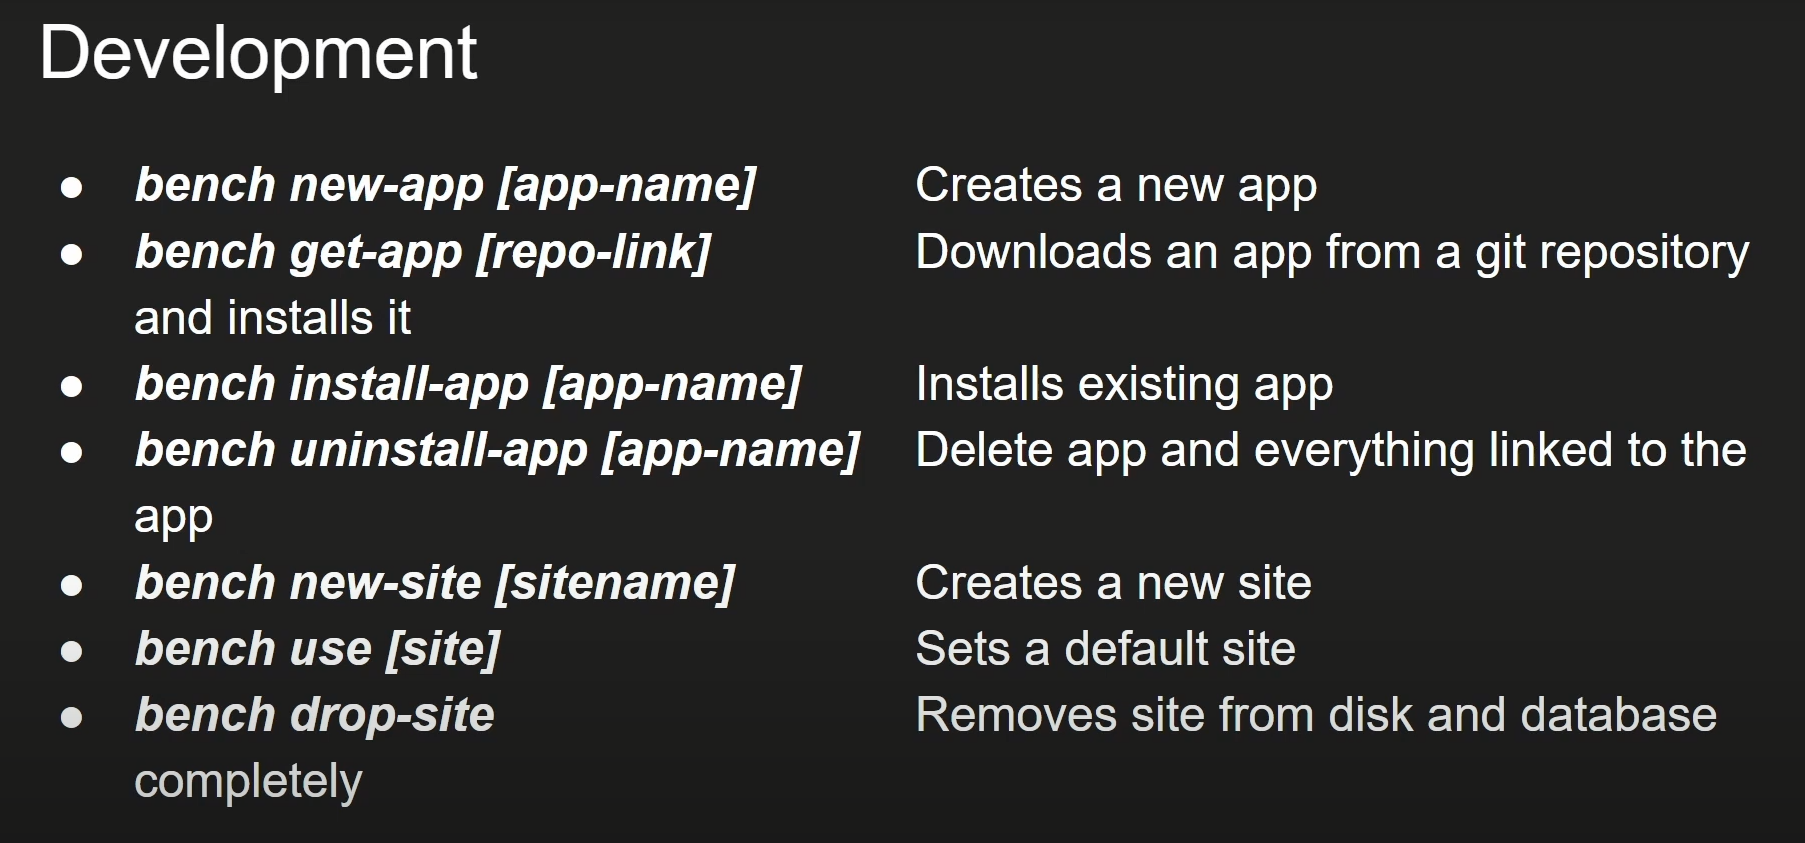 Development
● bench new-app [app-name] Creates a new app
● bench get-app [repo-link] Downloads an app from a git repository
and installs it
● bench install-app [app-name] Installs existing app
● bench uninstall-app [app-name] Delete app and everything linked to the
app
● bench new-site [sitename] Creates a new site
● bench use [site] Sets a default site
● bench drop-site Removes site from disk and database
completely